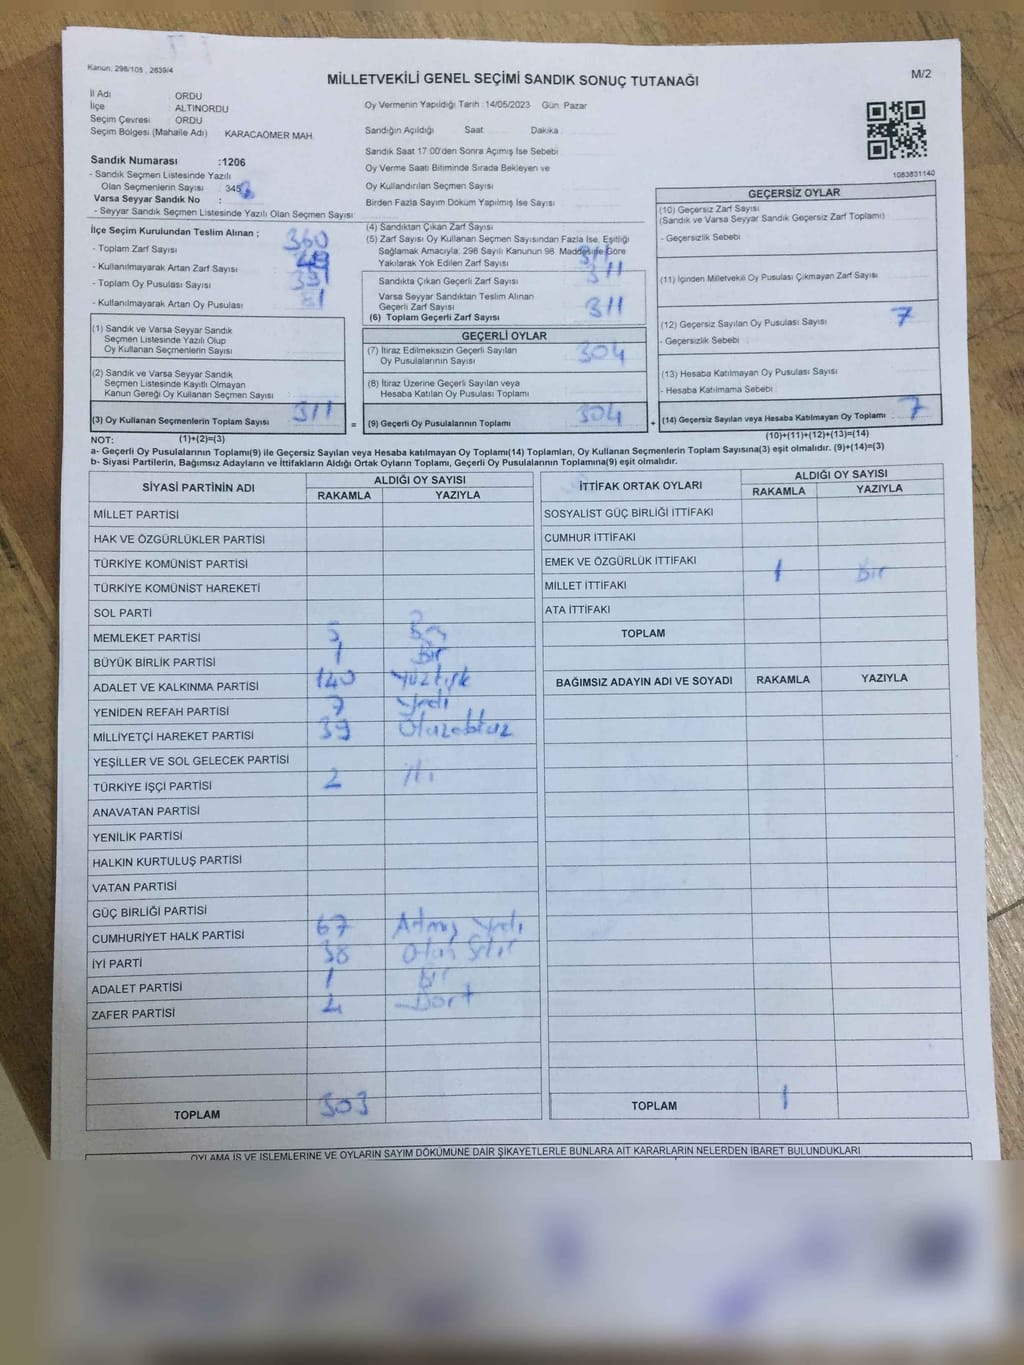 Kanun: 298/105 , 2839/4
MİLLETVEKİLİ GENEL SEÇİMİ SANDIK SONUÇ TUTANAĞI
M/2
İl Adı : ORDU
İlçe : ALTINORDU
Seçim Çevresi : ORDU
Seçim Bölgesi (Mahalle Adı) : KARACAOMER MAH.
Oy Vermenin Yapıldığı Tarih : 14/05/2023 Gün: Pazar
Sandığın Açıldığı Saat Dakika
Sandık Saat 17:00'den Sonra Açımış İse Sebebi
Oy Verme Saati Bitiminde Sırada Bekleyen ve
Oy Kullandırılan Seçmen Sayısı
Birden Fazla Sayım Döküm Yapılmış İse Sayısı
1083831140
Sandık Numarası :1206
- Sandık Seçmen Listesinde Yazılı
Olan Seçmenlerin Sayısı : 345
Varsa Seyyar Sandık No :
- Seyyar Sandık Seçmen Listesinde Yazılı Olan Seçmen Sayısı :
İlçe Seçim Kurulundan Teslim Alınan ;
- Toplam Zarf Sayısı 360
- Kullanılmayarak Artan Zarf Sayısı 49
- Toplam Oy Pusulası Sayısı
- Kullanılmayarak Artan Oy Pusulası 81
(1) Sandık ve Varsa Seyyar Sandık
Seçmen Listesinde Yazılı Olup
Oy Kullanan Seçmenlerin Sayısı
(2) Sandık ve Varsa Seyyar Sandık
Seçmen Listesinde Kayıtlı Olmayan
Kanun Gereği Oy Kullanan Seçmen Sayısı
(3) Oy Kullanan Seçmenlerin Toplam Sayısı 311
(4) Sandıktan Çıkan Zarf Sayısı
(5) Zarf Sayısı Oy Kullanan Seçmen Sayısından Fazla İse, Eşitliği
Sağlamak Amacıyla; 298 Sayılı Kanunun 98. Maddesine Göre
Yakılarak Yok Edilen Zarf Sayısı 311
Sandıkta Çıkan Geçerli Zarf Sayısı 311
Varsa Seyyar Sandıktan Teslim Alınan
Geçerli Zarf Sayısı
(6) Toplam Geçerli Zarf Sayısı 311
GEÇERLİ OYLAR
(7) İtiraz Edilmeksizin Geçerli Sayılan
Oy Pusulalarının Sayısı 304
(8) İtiraz Üzerine Geçerli Sayılan veya
Hesaba Katılan Oy Pusulası Toplamı
= (9) Geçerli Oy Pusulalarının Toplamı 304 +
GEÇERSİZ OYLAR
(10) Geçersiz Zarf Sayısı
(Sandık ve Varsa Seyyar Sandık Geçersiz Zarf Toplamı)
- Geçersizlik Sebebi
(11) İçinden Milletvekili Oy Pusulası Çıkmayan Zarf Sayısı
(12) Geçersiz Sayılan Oy Pusulası Sayısı 7
- Geçersizlik Sebebi
(13) Hesaba Katılmayan Oy Pusulası Sayısı
- Hesaba Katılmama Sebebi
(14) Geçersiz Sayılan veya Hesaba Katılmayan Oy Toplamı 7
NOT: (1)+(2)=(3) (10)+(11)+(12)+(13)=(14)
a- Geçerli Oy Pusulalarının Toplamı(9) ile Geçersiz Sayılan veya Hesaba katılmayan Oy Toplamı(14) Toplamları, Oy Kullanan Seçmenlerin Toplam Sayısına(3) eşit olmalıdır. (9)+(14)=(3)
b- Siyasi Partilerin, Bağımsız Adayların ve İttifakların Aldığı Ortak Oyların Toplamı, Geçerli Oy Pusulalarının Toplamına(9) eşit olmalıdır.
SİYASİ PARTİNİN ADI ALDIĞI OY SAYISI
RAKAMLA YAZIYLA
MİLLET PARTİSİ
HAK VE ÖZGÜRLÜKLER PARTİSİ
TÜRKİYE KOMÜNİST PARTİSİ
TÜRKİYE KOMÜNİST HAREKETİ
SOL PARTİ
MEMLEKET PARTİSİ 5 Beş
BÜYÜK BİRLİK PARTİSİ 1 Bir
ADALET VE KALKINMA PARTİSİ 140 Yüzkırk
YENİDEN REFAH PARTİSİ 7 Yedi
MİLLİYETÇİ HAREKET PARTİSİ 39 Otuzdokuz
YEŞİLLER VE SOL GELECEK PARTİSİ
TÜRKİYE İŞÇİ PARTİSİ 2 iki
ANAVATAN PARTİSİ
YENİLİK PARTİSİ
HALKIN KURTULUŞ PARTİSİ
VATAN PARTİSİ
GÜÇ BİRLİĞİ PARTİSİ
CUMHURİYET HALK PARTİSİ 67 Atmış Yedi
İYİ PARTİ 38 Otuz Sekiz
ADALET PARTİSİ 1 Bir
ZAFER PARTİSİ 4 Dört
TOPLAM 303
İTTİFAK ORTAK OYLARI ALDIĞI OY SAYISI
RAKAMLA YAZIYLA
SOSYALİST GÜÇ BİRLİĞİ İTTİFAKI
CUMHUR İTTİFAKI
EMEK VE ÖZGÜRLÜK İTTİFAKI
MİLLET İTTİFAKI 1 Bir
ATA İTTİFAKI
TOPLAM
BAĞIMSIZ ADAYIN ADI VE SOYADI RAKAMLA YAZIYLA
TOPLAM 1
OYLAMA İŞ VE İŞLEMLERİNE VE OYLARIN SAYIM DÖKÜMÜNE DAİR ŞİKAYETLERLE BUNLARA AİT KARARLARIN NELERDEN İBARET BULUNDUKLARI